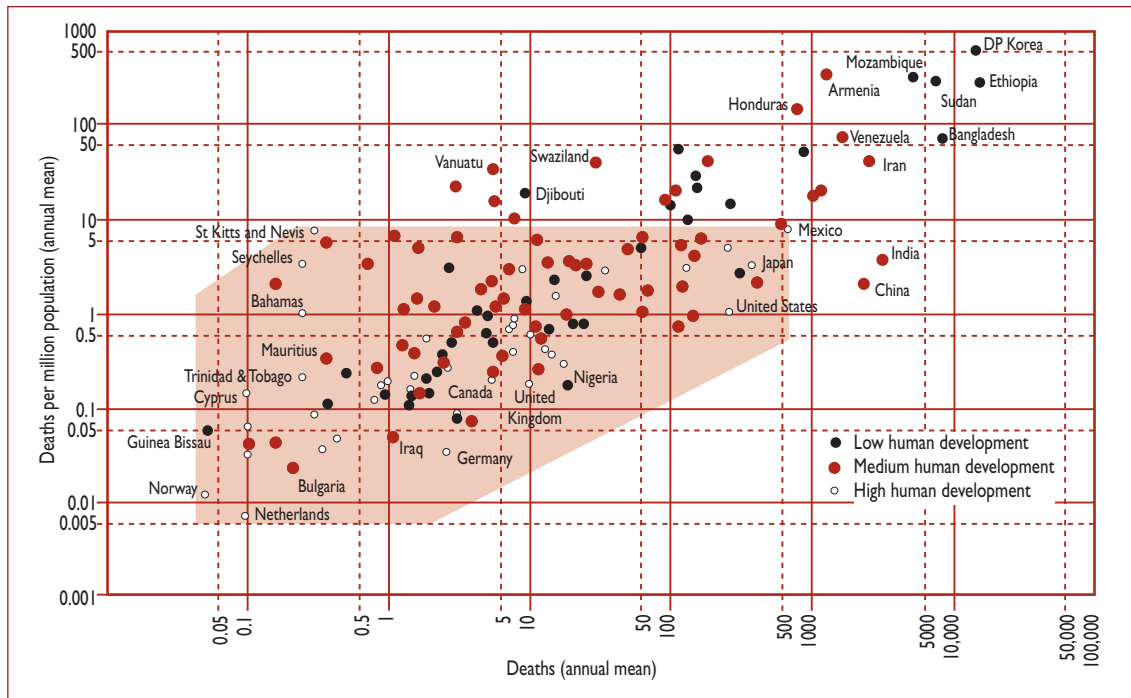 1000
500
100
50
10
5
1
0.5
0.1
0.05
0.01
0.005
0.001
Deaths per million population (annual mean)
DP Korea
Mozambique
Armenia
Ethiopia
Sudan
Honduras
Venezuela
Bangladesh
Vanuatu
Swaziland
Iran
Djibouti
St Kitts and Nevis
Mexico
Seychelles
Japan
India
Bahamas
United States
China
Mauritius
Trinidad & Tobago
Canada
Nigeria
Cyprus
United
Kingdom
Guinea Bissau
Iraq
Germany
Low human development
Medium human development
High human development
Norway
Bulgaria
Netherlands
0.05
0.1
0.5
1
5
10
50
100
500
1000
5000
10,000
50,000
100,000
Deaths (annual mean)